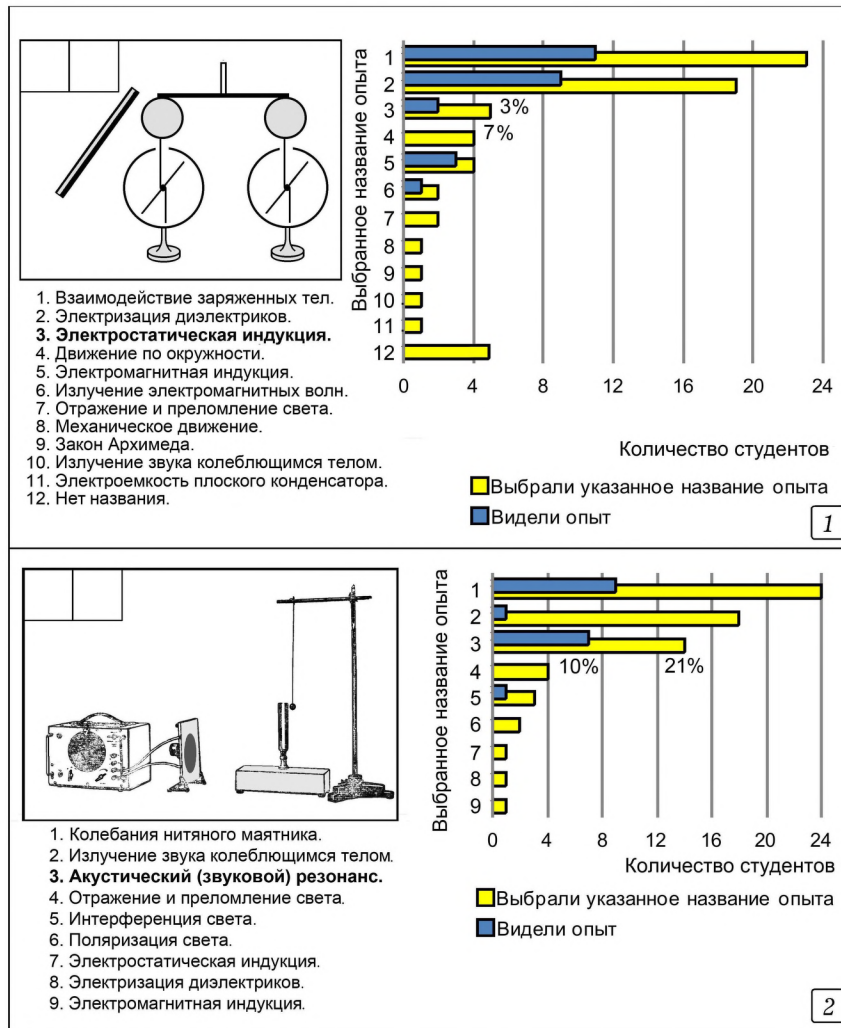 Выбранное название опыта
1
2
3
4
5
6
7
8
9
10
11
12
3%
7%
0 4 8 12 16 20 24
Количество студентов
Выбрали указанное название опыта
Видели опыт
1. Взаимодействие заряженных тел.
2. Электризация диэлектриков.
3. Электростатическая индукция.
4. Движение по окружности.
5. Электромагнитная индукция.
6. Излучение электромагнитных волн.
7. Отражение и преломление света.
8. Механическое движение.
9. Закон Архимеда.
10. Излучение звука колеблющимся телом.
11. Электроемкость плоского конденсатора.
12. Нет названия.
1
Выбранное название опыта
1
2
3
4
5
6
7
8
9
10% 21%
0 4 8 12 16 20 24
Количество студентов
Выбрали указанное название опыта
Видели опыт
1. Колебания нитяного маятника.
2. Излучение звука колеблющимся телом.
3. Акустический (звуковой) резонанс.
4. Отражение и преломление света.
5. Интерференция света.
6. Поляризация света.
7. Электростатическая индукция.
8. Электризация диэлектриков.
9. Электромагнитная индукция.
2